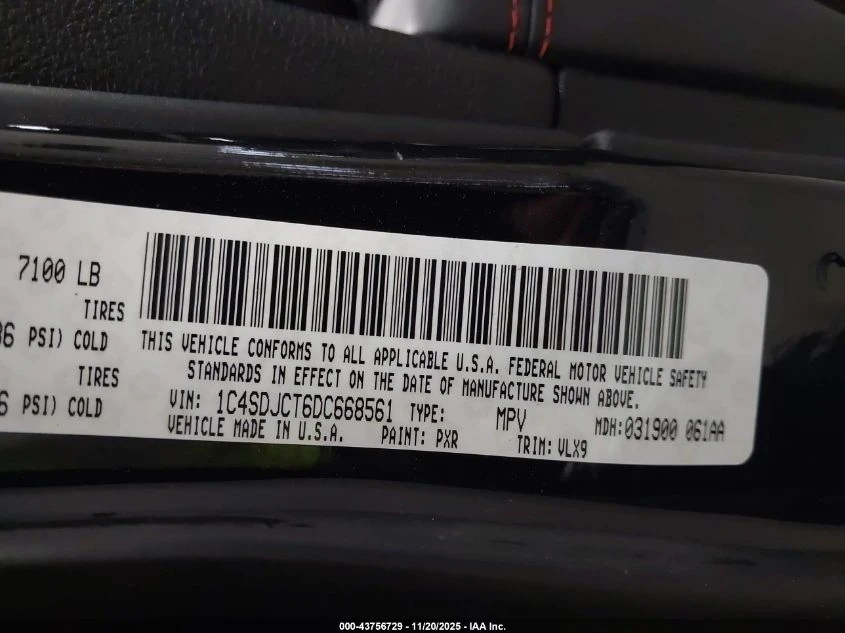 7100 LB
TIRES
36 PSI) COLD
TIRES
6 PSI) COLD
THIS VEHICLE CONFORMS TO ALL APPLICABLE U.S.A. FEDERAL MOTOR VEHICLE SAFETY
STANDARDS IN EFFECT ON THE DATE OF MANUFACTURE SHOWN ABOVE.
VIN: 1C4SDJCT6DC668561 TYPE: MPV MDH:031900 061AA
VEHICLE MADE IN U.S.A. PAINT: PXR TRIM: VLX9
000-43756729 - 11/20/2025 - IAA Inc.